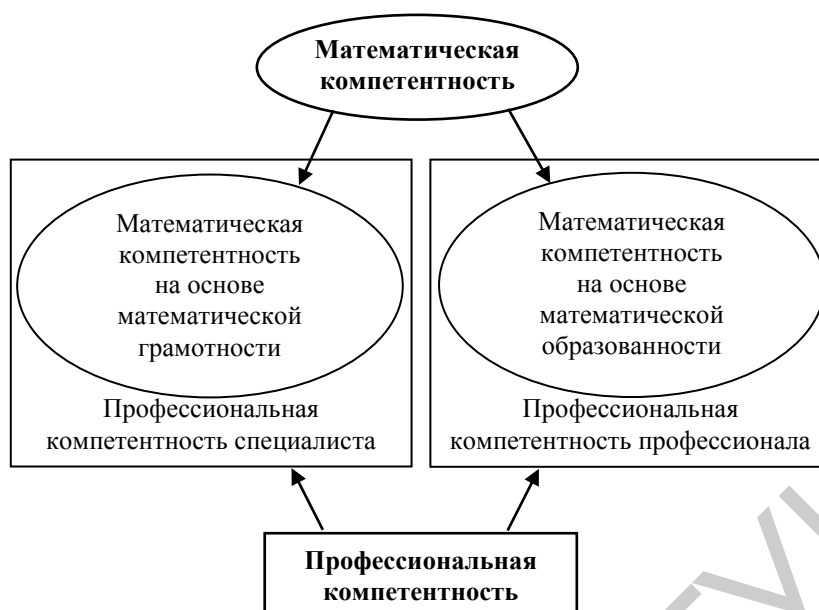 Математическая
компетентность
Математическая
компетентность
на основе
математической
грамотности
Профессиональная
компетентность специалиста
Математическая
компетентность
на основе
математической
образованности
Профессиональная
компетентность профессионала
Профессиональная
компетентность